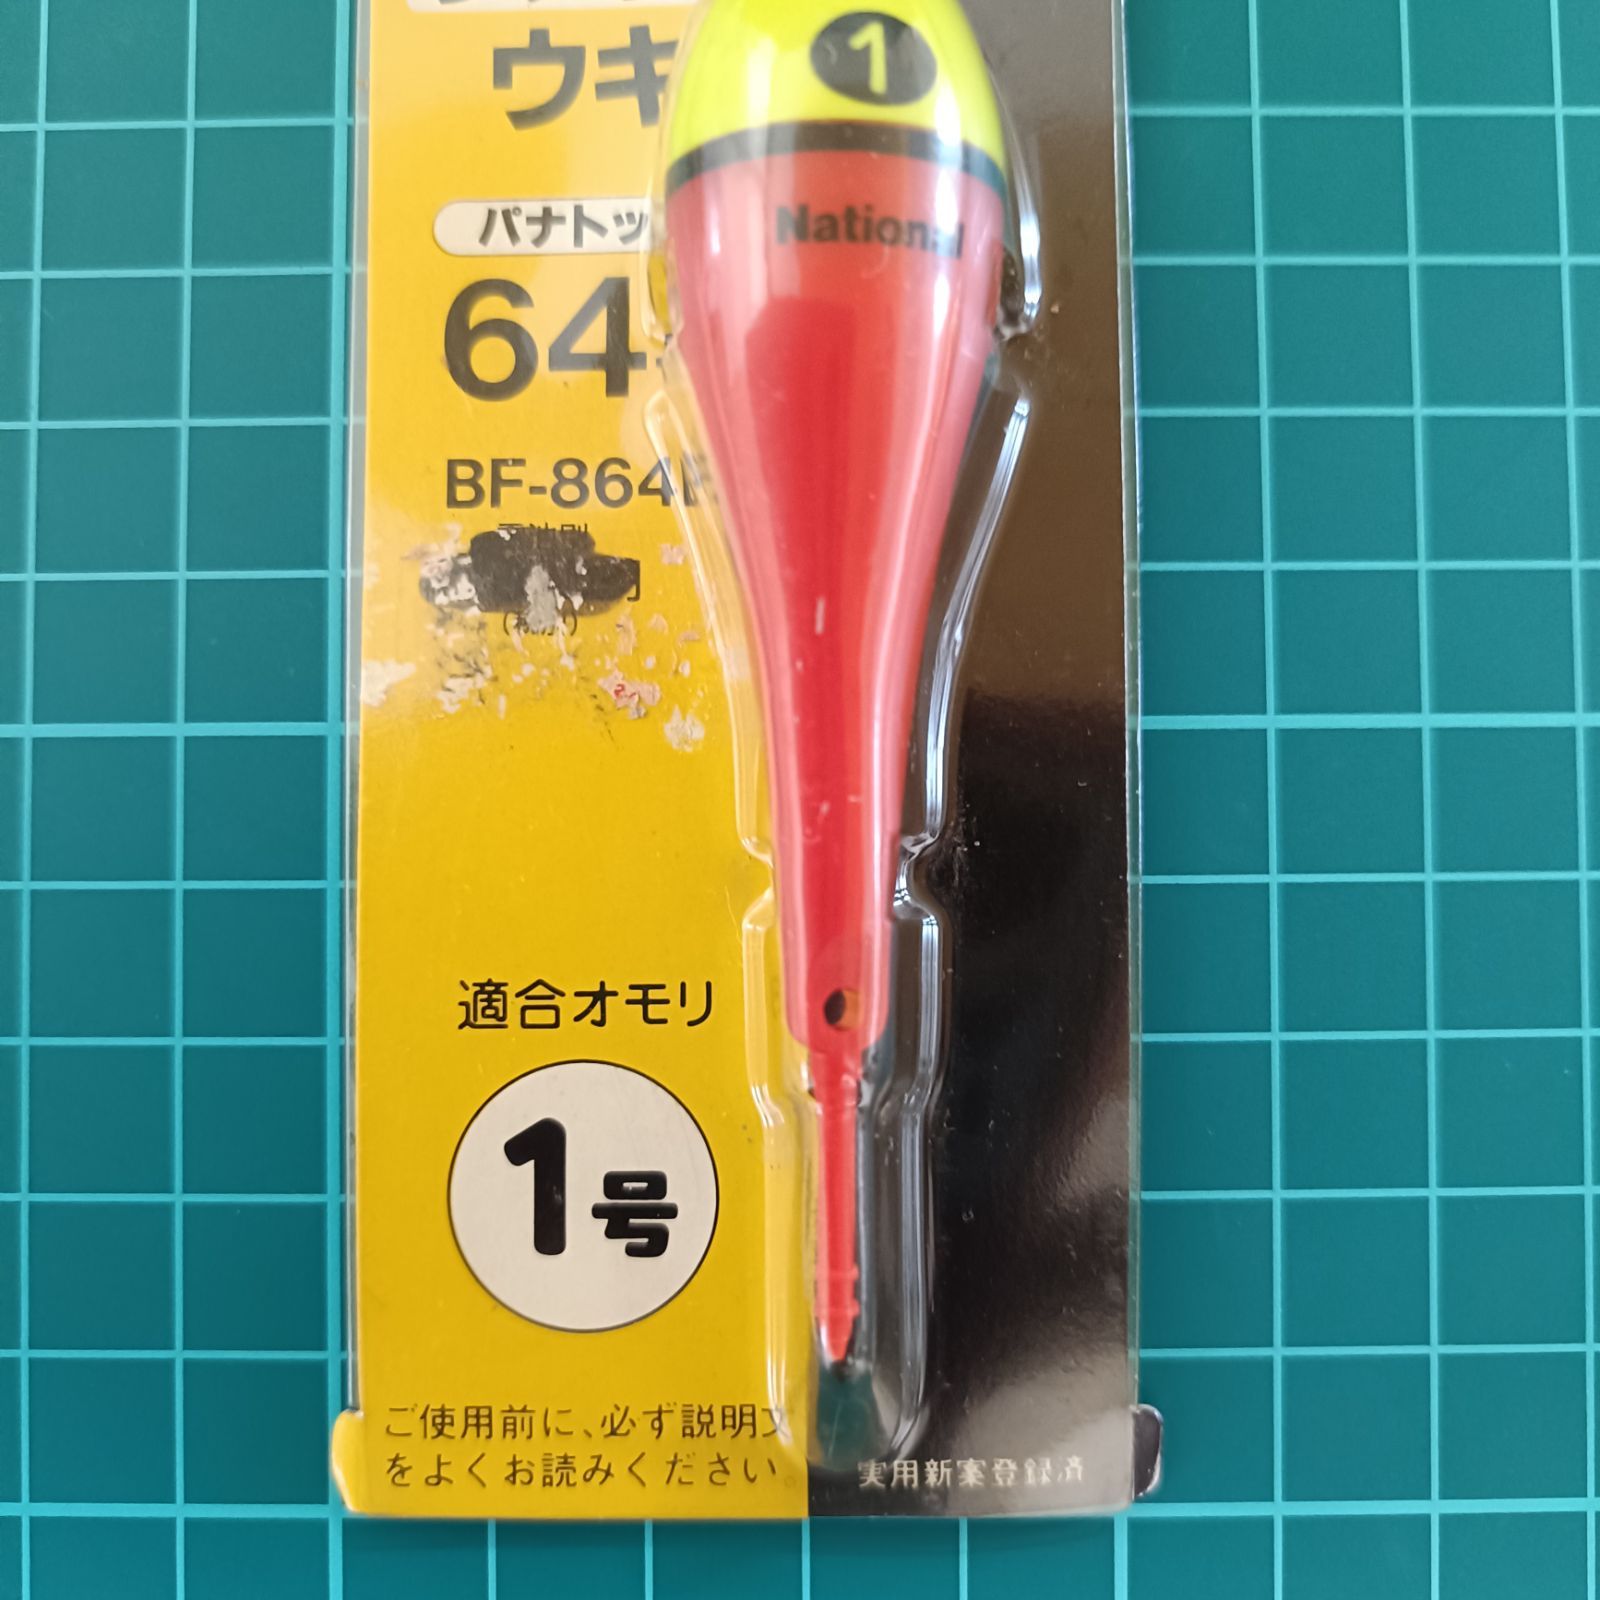 ウキ
1
National
パナトッ
64
BF-864
適合オモリ
1号
ご使用前に、必ず説明文
をよくお読みください。
実用新案登録済